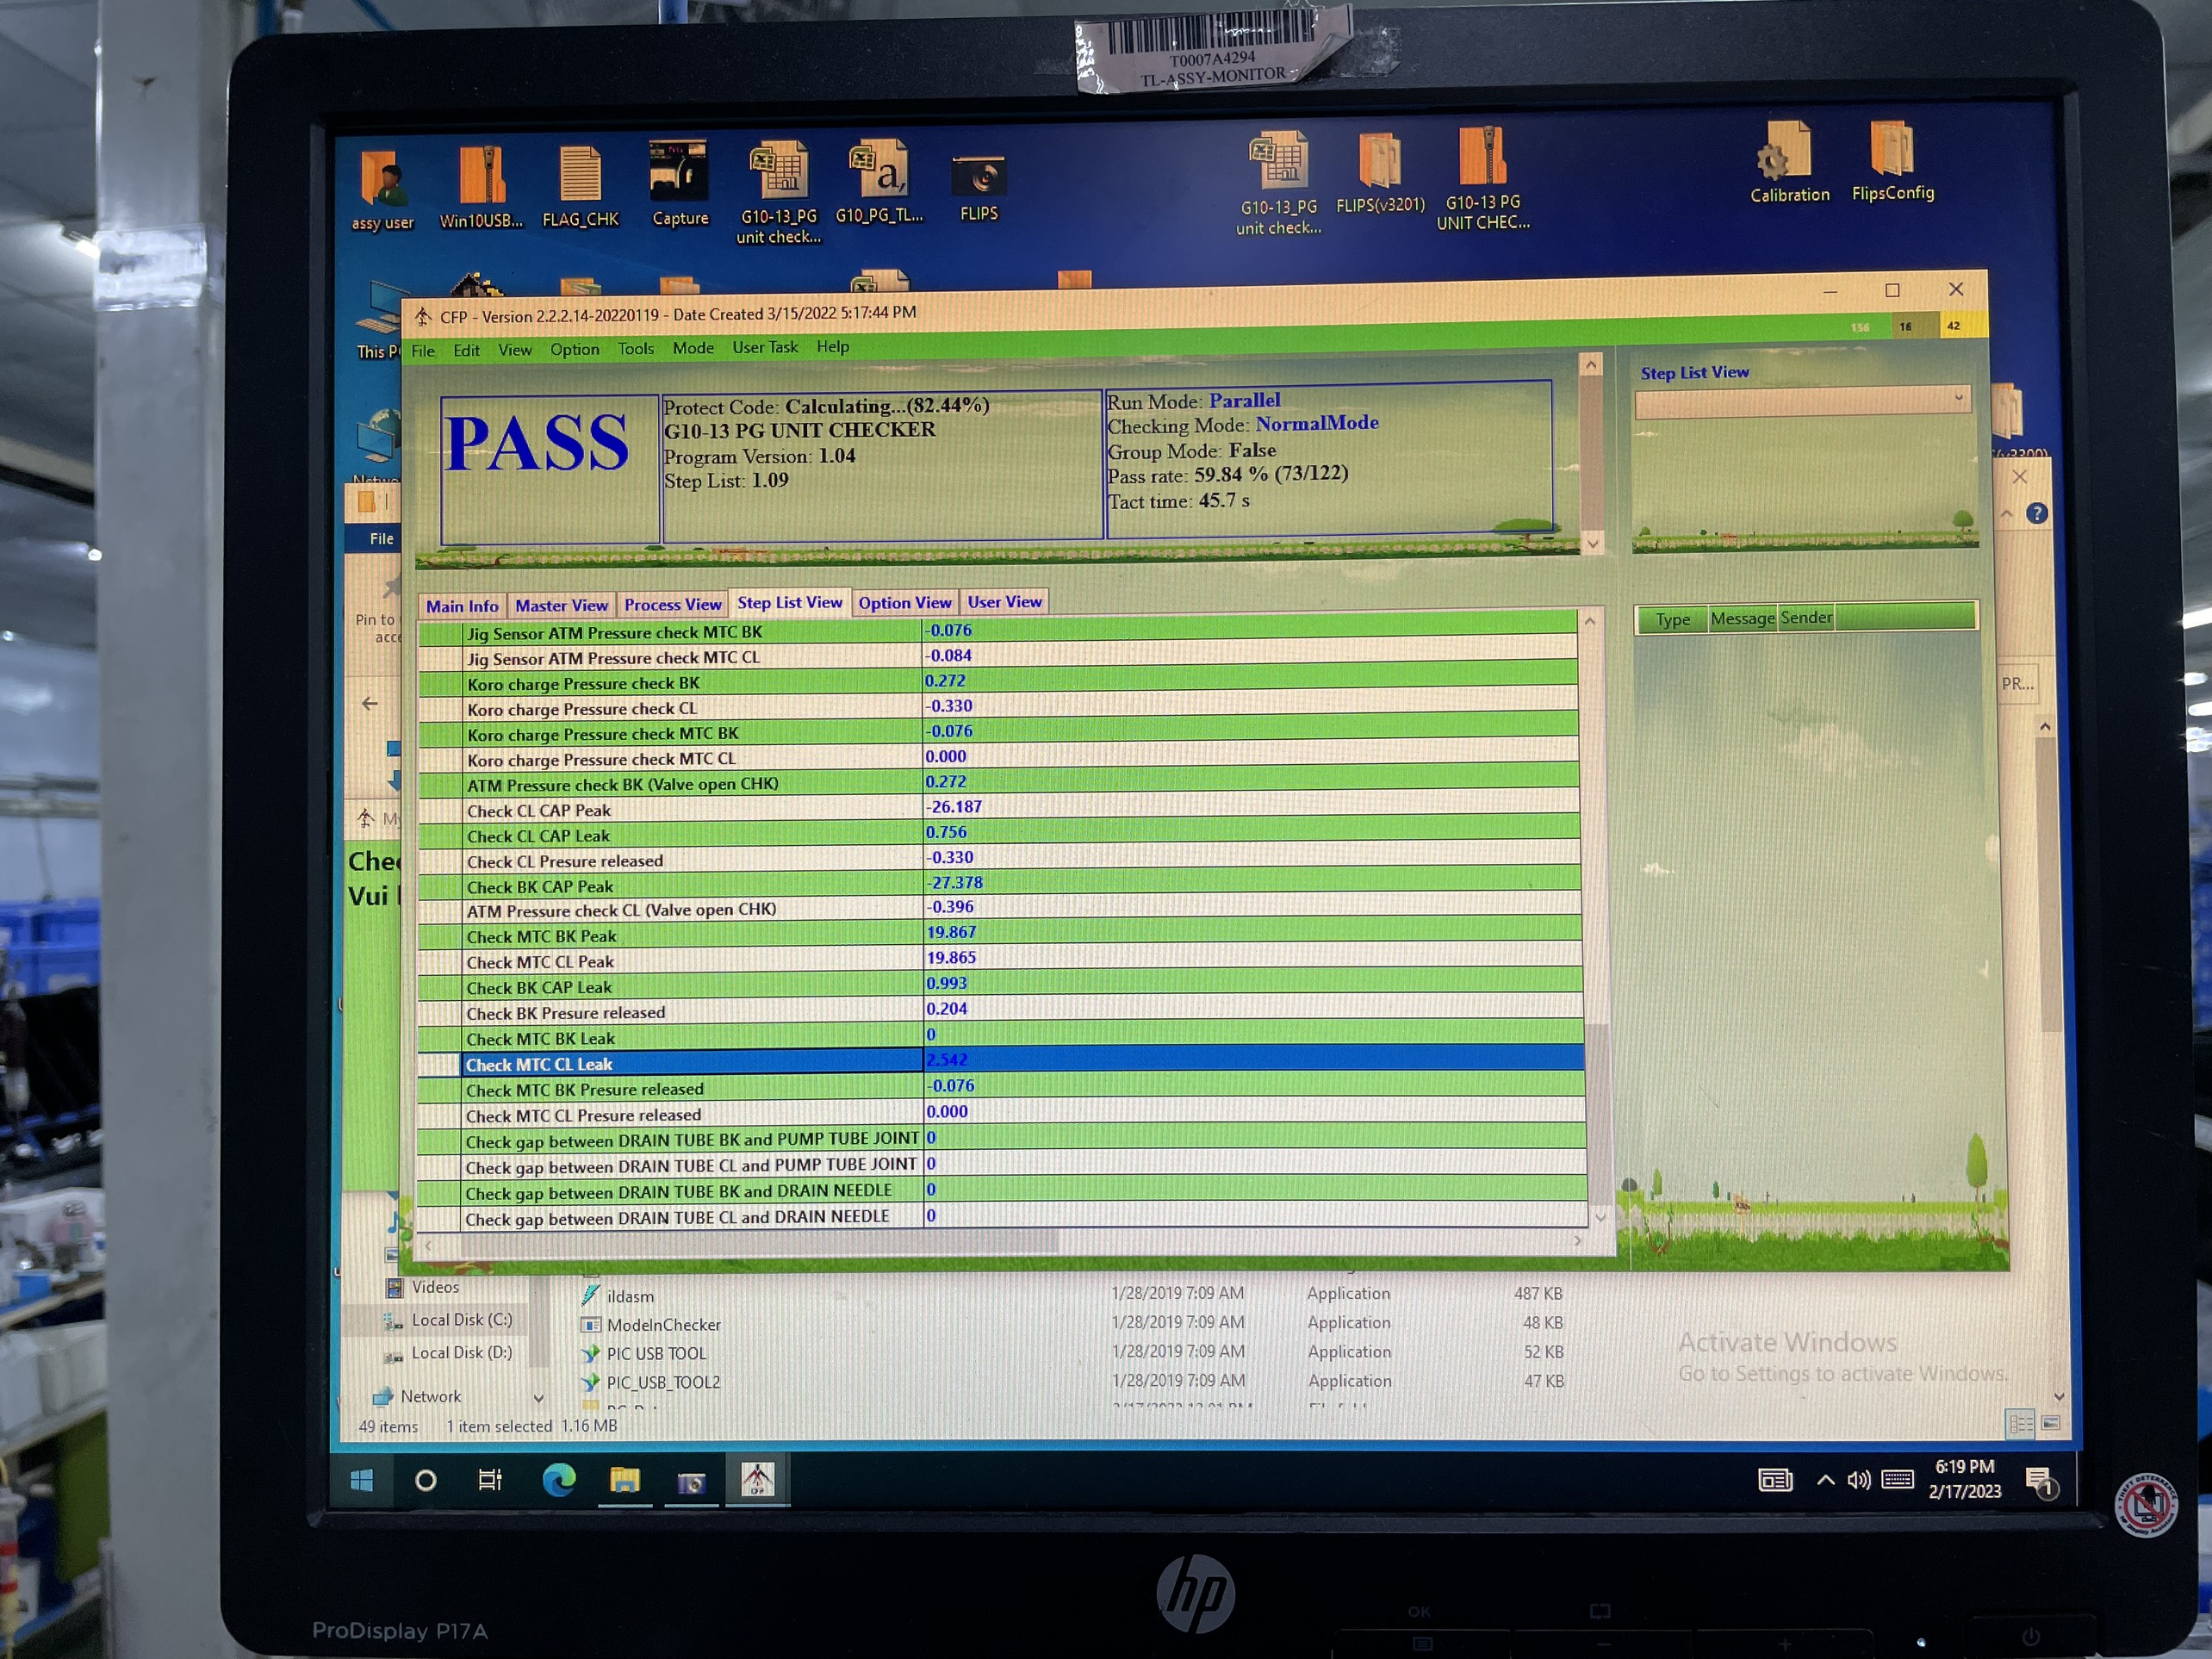 T0007A4294
TL-ASSY-MONITOR
assy user
Win10USB...
FLAG_CHK
Capture
G10-13_PG
unit check...
G10_PG_TL...
FLIPS
G10-13_PG
unit check...
FLIPS(v3201)
G10-13 PG
UNIT CHEC...
Calibration
FlipsConfig
This P
CFP - Version 2.2.2.14-20220119 - Date Created 3/15/2022 5:17:44 PM
156 16 42
File Edit View Option Tools Mode User Task Help
PASS
Protect Code: Calculating...(82.44%)
G10-13 PG UNIT CHECKER
Program Version: 1.04
Step List: 1.09
Run Mode: Parallel
Checking Mode: NormalMode
Group Mode: False
Pass rate: 59.84 % (73/122)
Tact time: 45.7 s
Step List View
File
Pin to
acce
Main Info Master View Process View Step List View Option View User View
Type Message Sender
PR...
Jig Sensor ATM Pressure check MTC BK -0.076
Jig Sensor ATM Pressure check MTC CL -0.084
Koro charge Pressure check BK 0.272
Koro charge Pressure check CL -0.330
Koro charge Pressure check MTC BK -0.076
Koro charge Pressure check MTC CL 0.000
ATM Pressure check BK (Valve open CHK) 0.272
Check CL CAP Peak -26.187
Check CL CAP Leak 0.756
Check CL Presure released -0.330
Check BK CAP Peak -27.378
ATM Pressure check CL (Valve open CHK) -0.396
Check MTC BK Peak 19.867
Check MTC CL Peak 19.865
Check BK CAP Leak 0.993
Check BK Presure released 0.204
Check MTC BK Leak 0
Check MTC CL Leak 2.542
Check MTC BK Presure released -0.076
Check MTC CL Presure released 0.000
Check gap between DRAIN TUBE BK and PUMP TUBE JOINT 0
Check gap between DRAIN TUBE CL and PUMP TUBE JOINT 0
Check gap between DRAIN TUBE BK and DRAIN NEEDLE 0
Check gap between DRAIN TUBE CL and DRAIN NEEDLE 0
My
Chec
Vui
Videos
Local Disk (C:)
Local Disk (D:)
Network
ildasm 1/28/2019 7:09 AM Application 487 KB
ModeInChecker 1/28/2019 7:09 AM Application 48 KB
PIC USB TOOL 1/28/2019 7:09 AM Application 52 KB
PIC_USB_TOOL2 1/28/2019 7:09 AM Application 47 KB
Activate Windows
Go to Settings to activate Windows.
49 items 1 item selected 1.16 MB
6:19 PM
2/17/2023
1
hp
ProDisplay P17A
OK